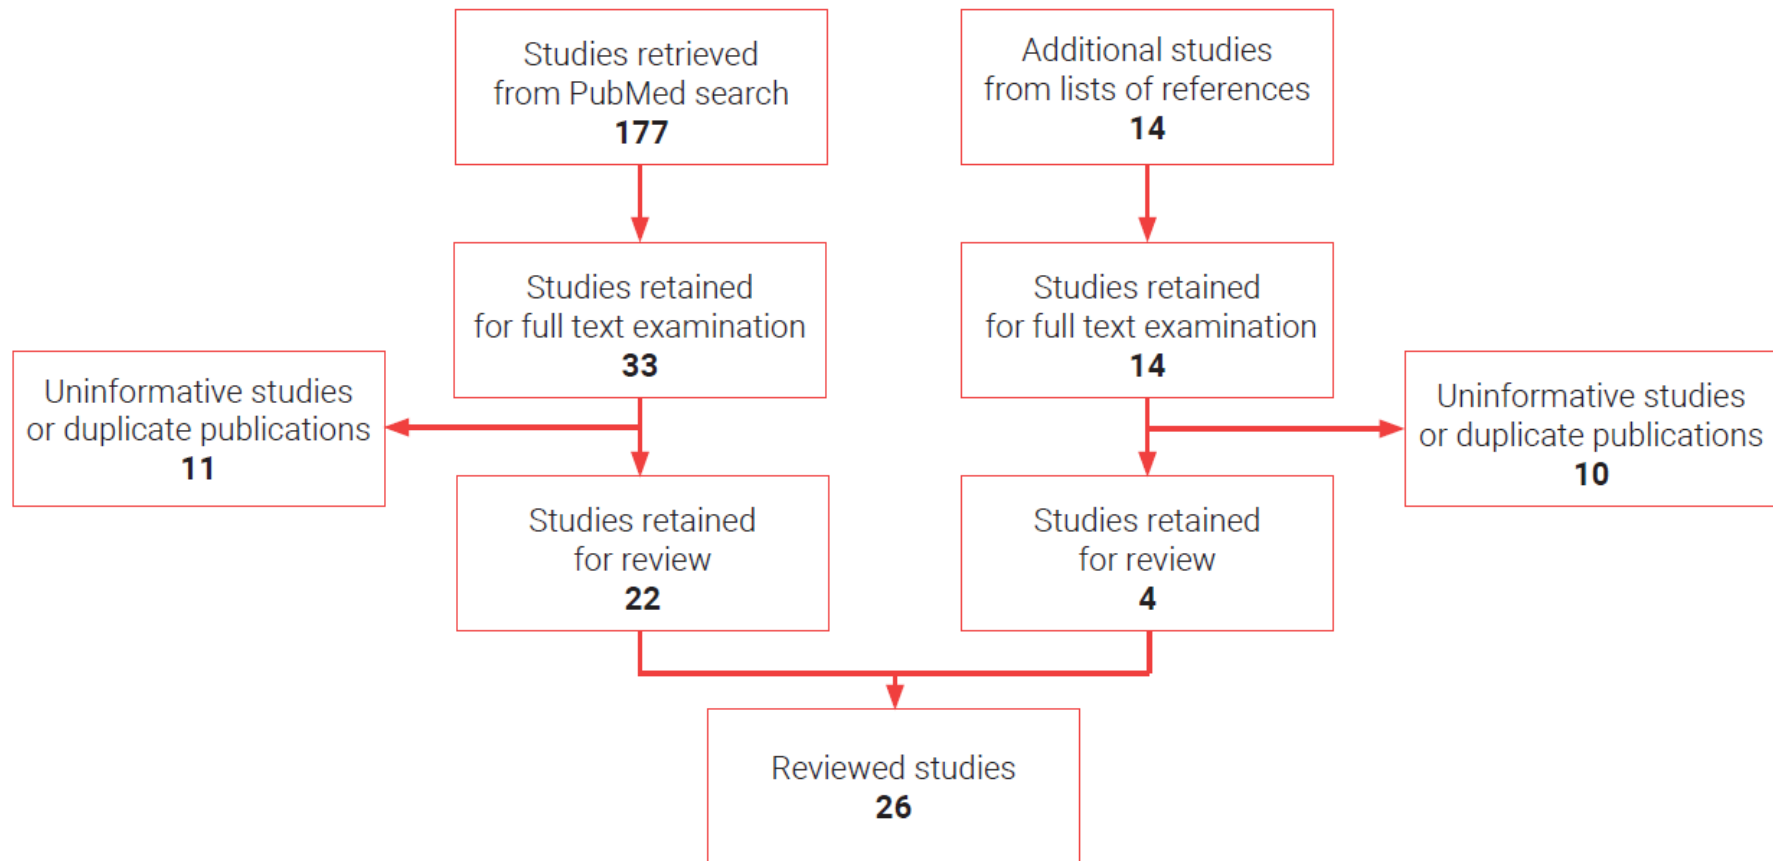 Studies retrieved
from PubMed search
177
Additional studies
from lists of references
14
Studies retained
for full text examination
33
Studies retained
for full text examination
14
Uninformative studies
or duplicate publications
11
Uninformative studies
or duplicate publications
10
Studies retained
for review
22
Studies retained
for review
4
Reviewed studies
26